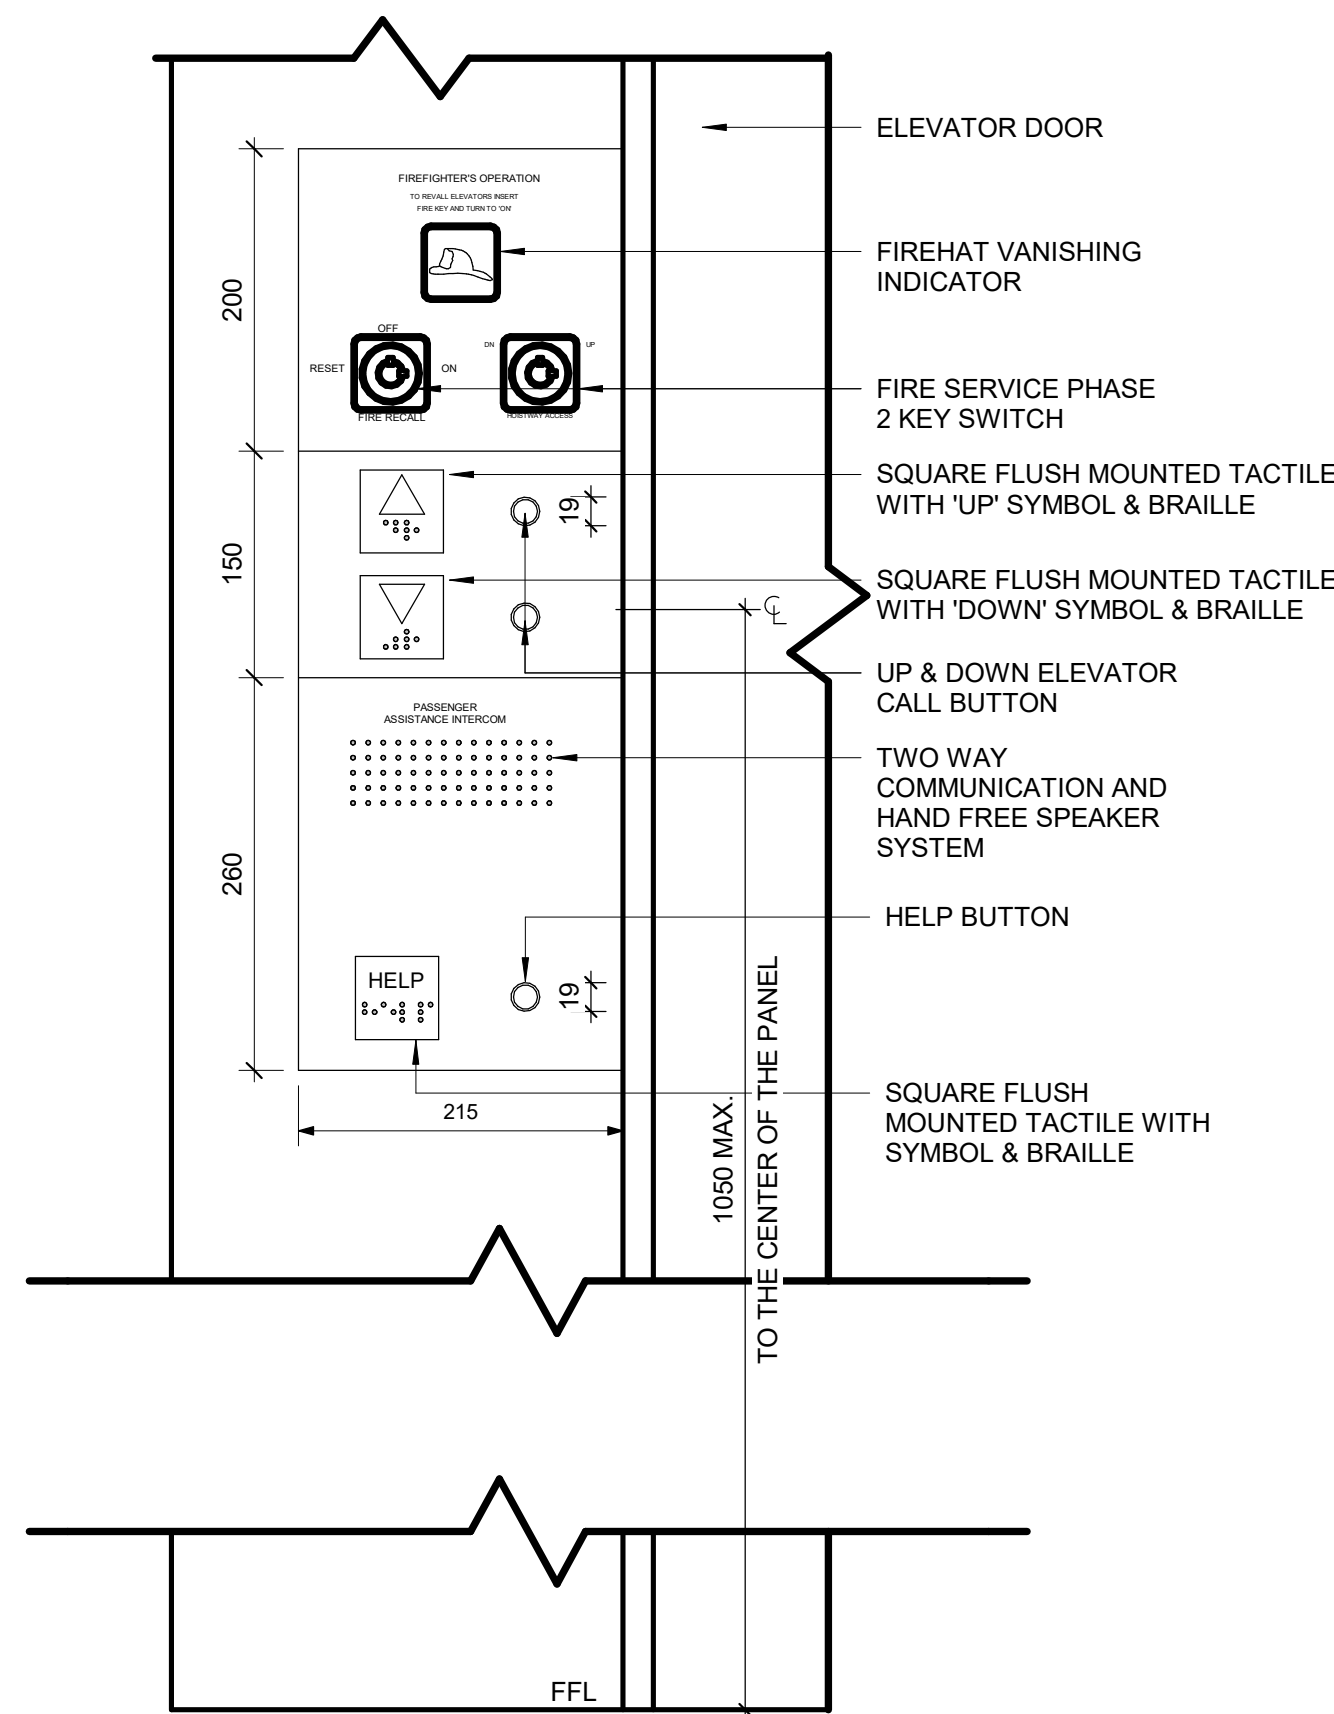 ELEVATOR DOOR
FIREFIGHTER'S OPERATION
TO REVALL ELEVATORS INSERT
FIRE KEY AND TURN TO 'ON'
FIREHAT VANISHING
INDICATOR
200
OFF
RESET
ON
FIRE RECALL
DN
UP
HOISTWAY ACCESS
FIRE SERVICE PHASE
2 KEY SWITCH
SQUARE FLUSH MOUNTED TACTILE
WITH 'UP' SYMBOL & BRAILLE
19
150
SQUARE FLUSH MOUNTED TACTILE
WITH 'DOWN' SYMBOL & BRAILLE
CL
UP & DOWN ELEVATOR
CALL BUTTON
PASSENGER
ASSISTANCE INTERCOM
TWO WAY
COMMUNICATION AND
HAND FREE SPEAKER
SYSTEM
260
HELP BUTTON
HELP
19
SQUARE FLUSH
MOUNTED TACTILE WITH
SYMBOL & BRAILLE
215
1050 MAX.
TO THE CENTER OF THE PANEL
FFL